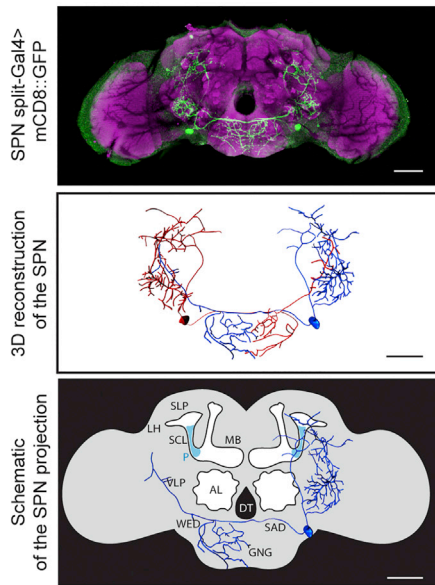 SPN split-Gal4>
mCD8::GFP
3D reconstruction
of the SPN
Schematic
of the SPN projection
SLP
LH
SCL
MB
P
VLP
AL
DT
WED
SAD
GNG